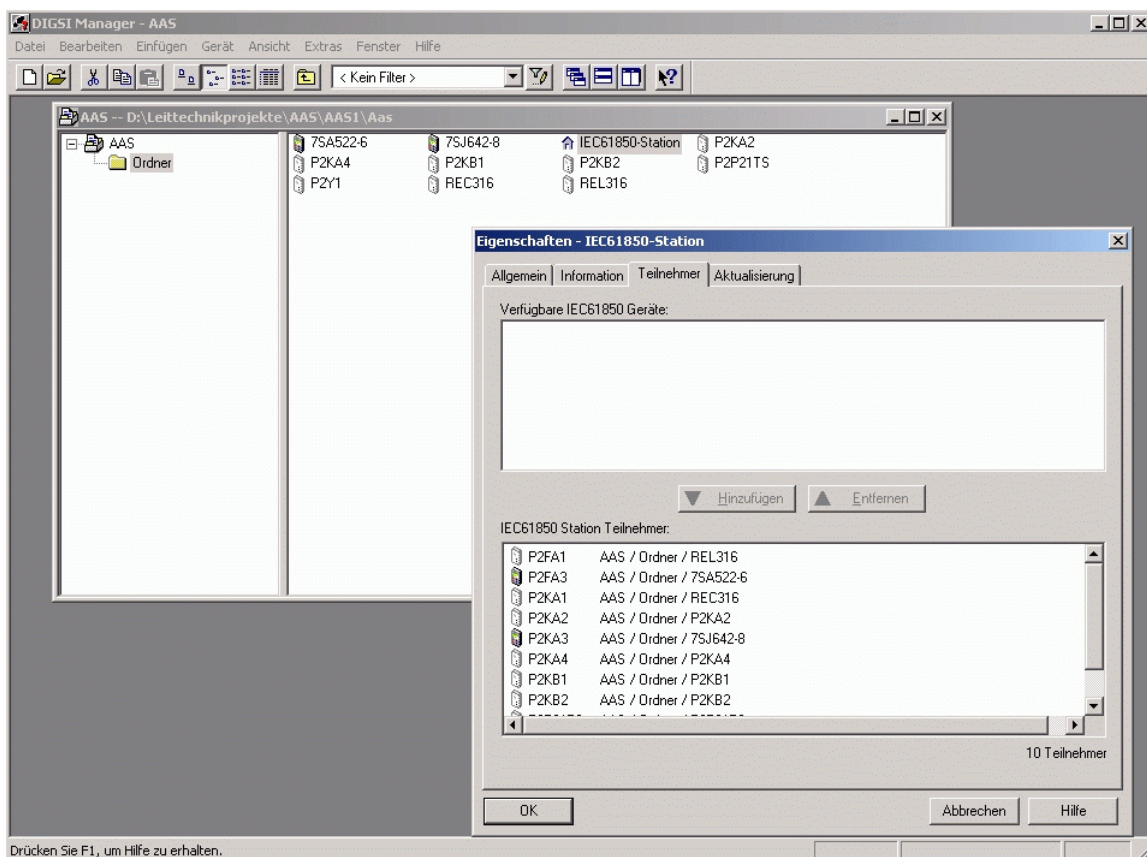 DIGSI Manager - AAS
Datei Bearbeiten Einfügen Gerät Ansicht Extras Fenster Hilfe
< Kein Filter >
AAS -- D:\Leittechnikprojekte\AAS\AAS1\Aas
AAS
Ordner
7SA522-6 7SJ642-8 IEC61850-Station P2KA2
P2KA4 P2KB1 P2KB2 P2P21TS
P2Y1 REC316 REL316
Eigenschaften - IEC61850-Station
Allgemein Information Teilnehmer Aktualisierung
Verfügbare IEC61850 Geräte:
Hinzufügen Entfernen
IEC61850 Station Teilnehmer:
P2FA1 AAS / Ordner / REL316
P2FA3 AAS / Ordner / 7SA522-6
P2KA1 AAS / Ordner / REC316
P2KA2 AAS / Ordner / P2KA2
P2KA3 AAS / Ordner / 7SJ642-8
P2KA4 AAS / Ordner / P2KA4
P2KB1 AAS / Ordner / P2KB1
P2KB2 AAS / Ordner / P2KB2
10 Teilnehmer
OK Abbrechen Hilfe
Drücken Sie F1, um Hilfe zu erhalten.